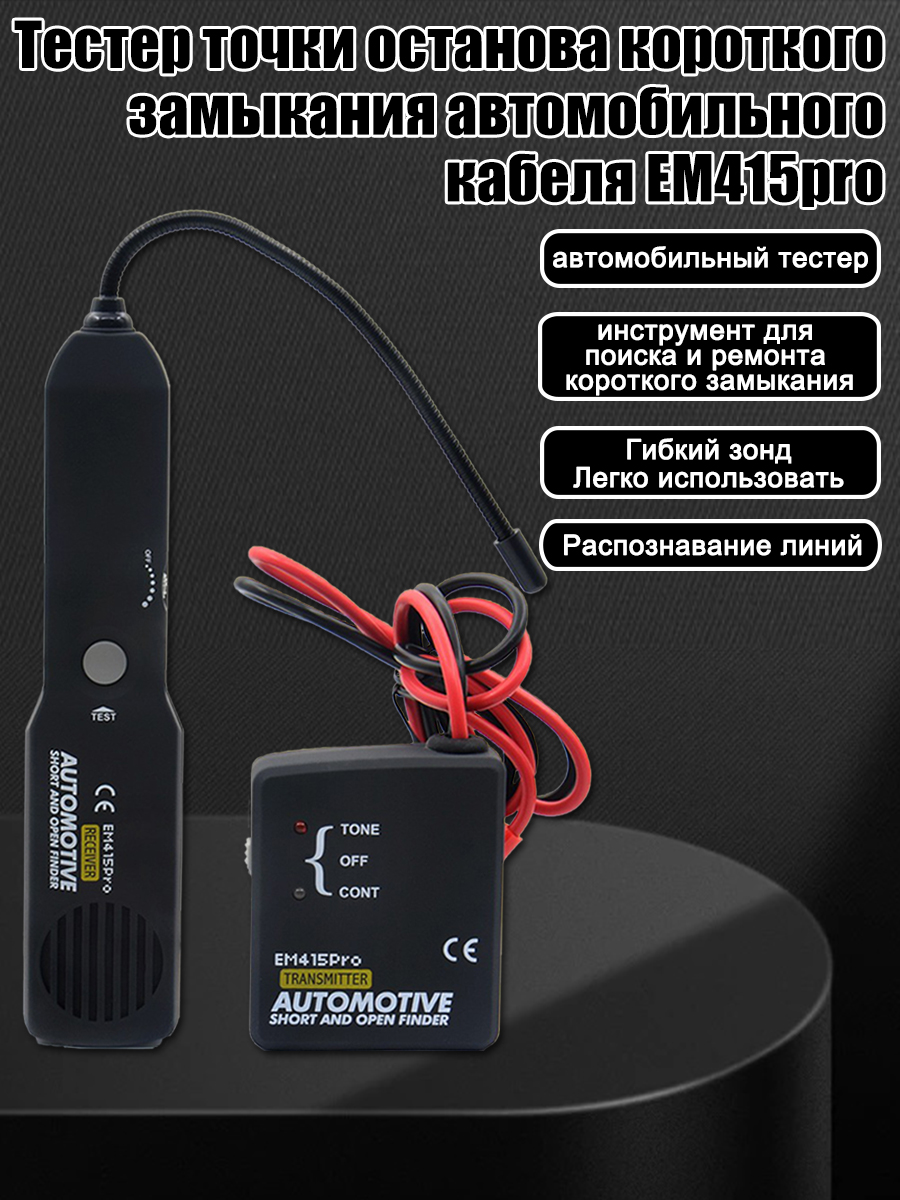 Тестер точки останова короткого
замыкания автомобильного
кабеля EM415pro
автомобильный тестер
инструмент для
поиска и ремонта
короткого замыкания
Гибкий зонд
Легко использовать
Распознавание линий
OFF
TEST
CE EM415Pro
RECEIVER
AUTOMOTIVE
SHORT AND OPEN FINDER
TONE
OFF
CONT
CE
EM415Pro
TRANSMITTER
AUTOMOTIVE
SHORT AND OPEN FINDER